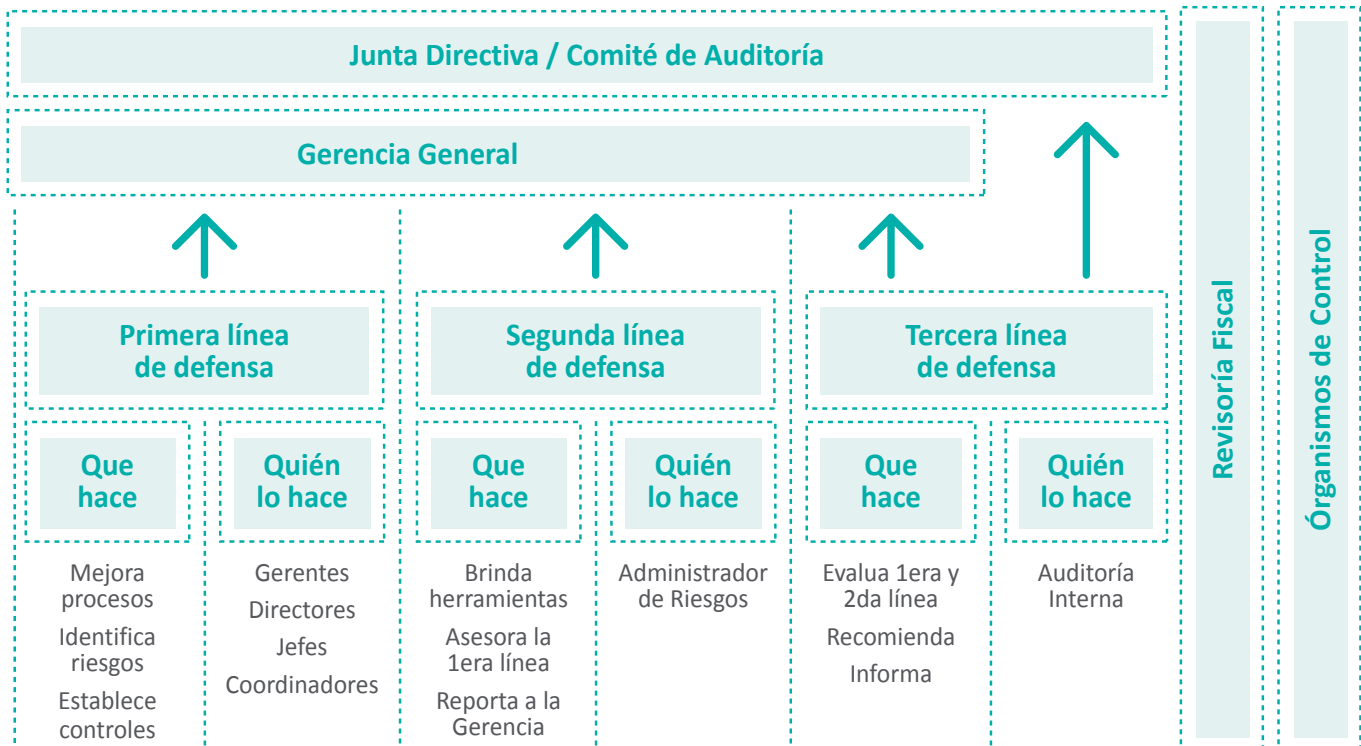 Junta Directiva / Comité de Auditoría
Gerencia General
Primera línea
de defensa
Que
hace
Mejora
procesos
Identifica
riesgos
Establece
controles
Quién
lo hace
Gerentes
Directores
Jefes
Coordinadores
Segunda línea
de defensa
Que
hace
Brinda
herramientas
Asesora la
1era línea
Reporta a la
Gerencia
Quién
lo hace
Administrador
de Riesgos
Tercera línea
de defensa
Que
hace
Evalua 1era y
2da línea
Recomienda
Informa
Quién
lo hace
Auditoría
Interna
Revisoría Fiscal
Órganismos de Control